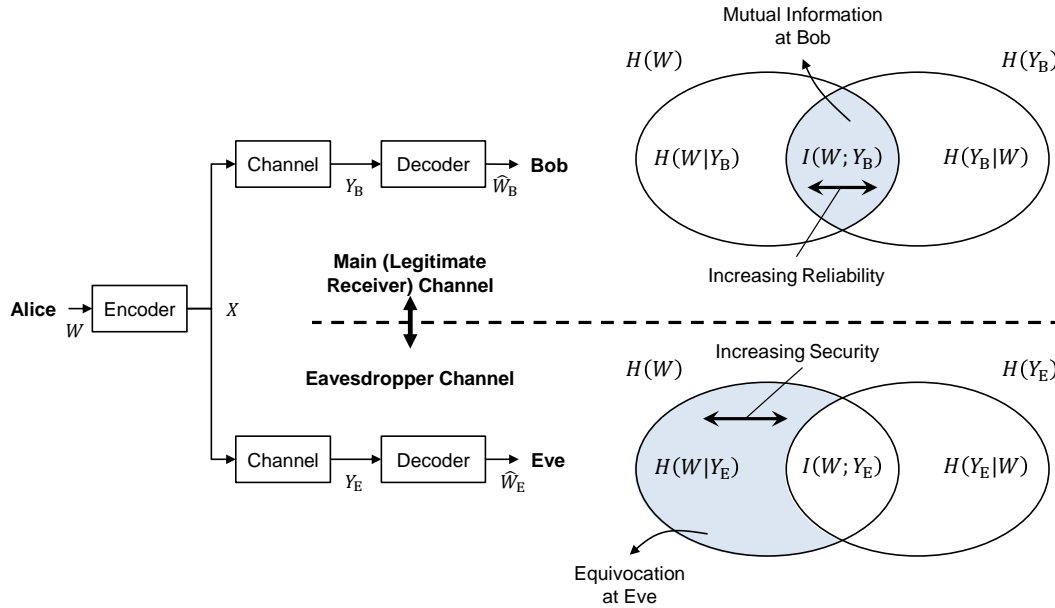 Mutual Information
at Bob
H(W)
H(Y_B)
H(W|Y_B)
I(W; Y_B)
H(Y_B|W)
Increasing Reliability
Channel
Y_B
Decoder
Ŵ_B
Bob
Main (Legitimate
Receiver) Channel
Alice
W
Encoder
X
Eavesdropper Channel
Channel
Y_E
Decoder
Ŵ_E
Eve
Increasing Security
H(W)
H(Y_E)
H(W|Y_E)
I(W; Y_E)
H(Y_E|W)
Equivocation
at Eve